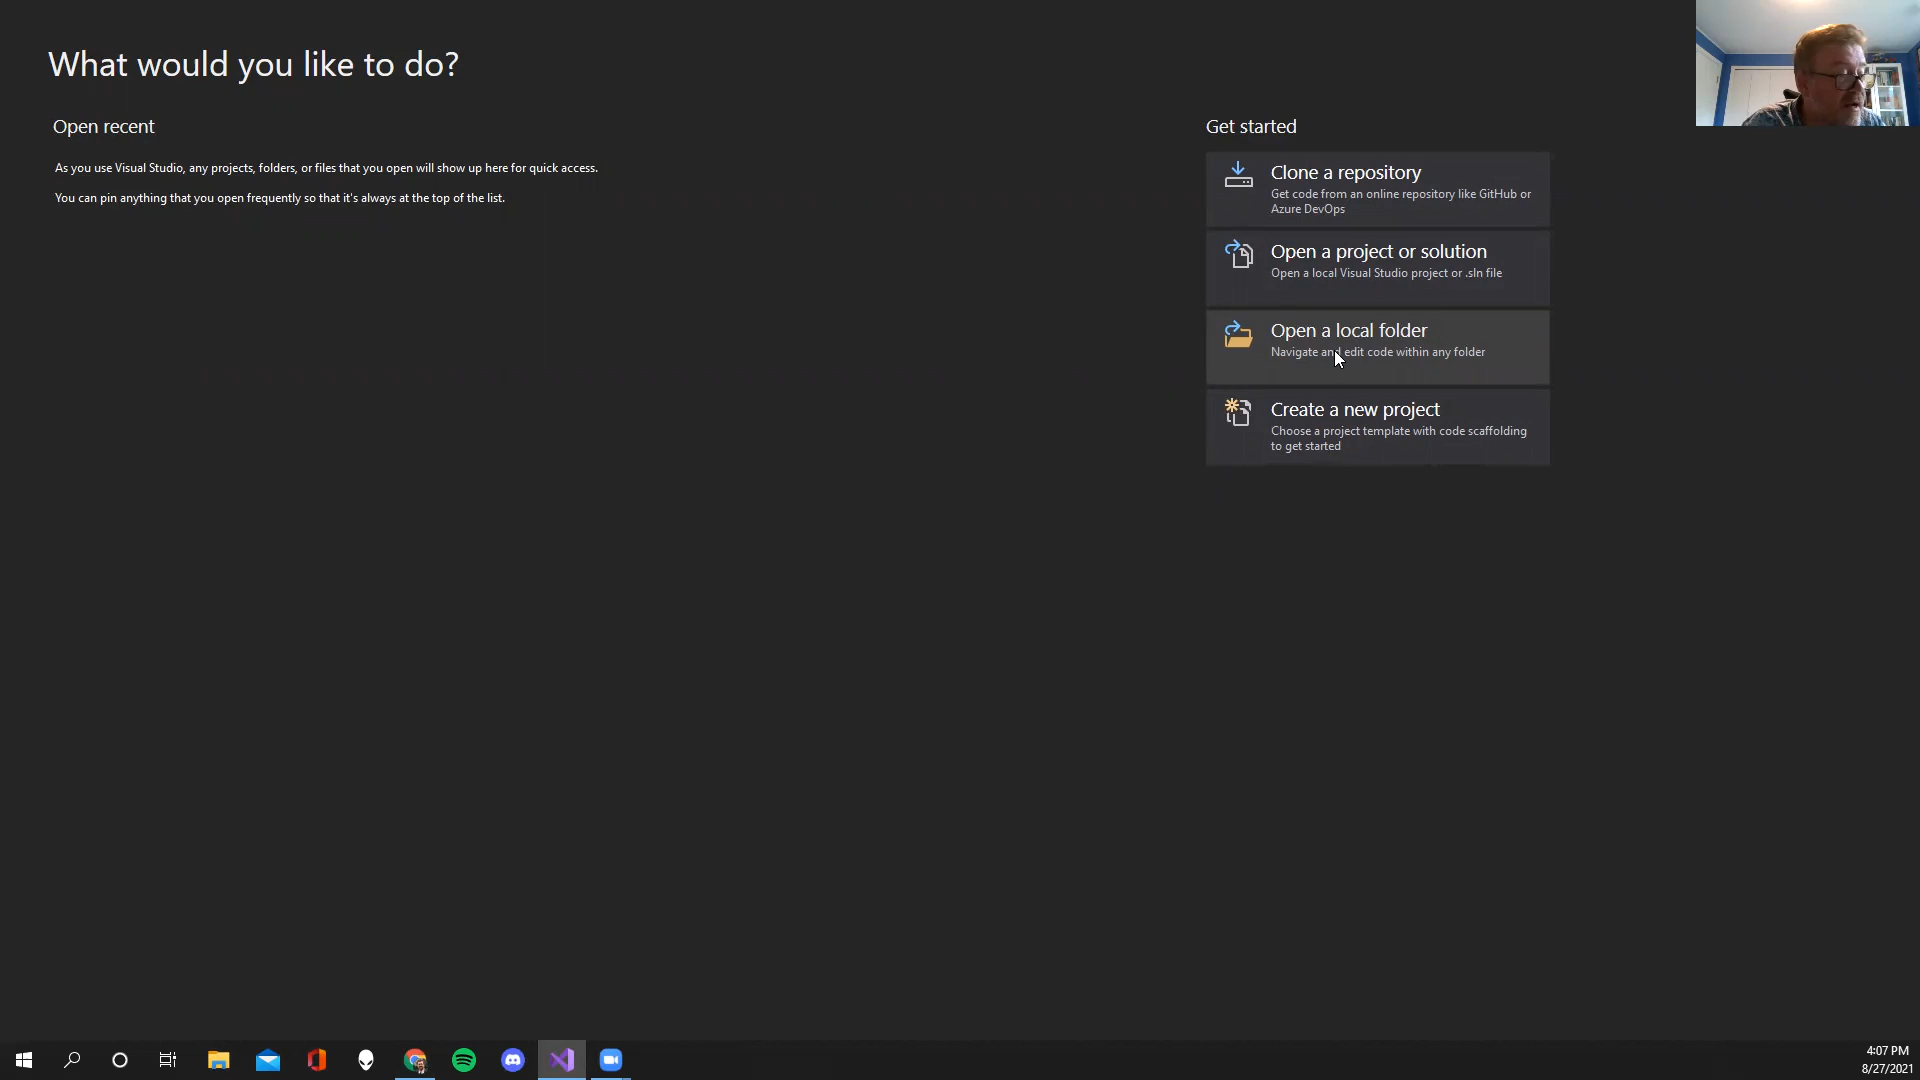 What would you like to do?
Open recent
As you use Visual Studio, any projects, folders, or files that you open will show up here for quick access.
You can pin anything that you open frequently so that it's always at the top of the list.
Get started
Clone a repository
Get code from an online repository like GitHub or
Azure DevOps
Open a project or solution
Open a local Visual Studio project or .sln file
Open a local folder
Navigate and edit code within any folder
Create a new project
Choose a project template with code scaffolding
to get started
4:07 PM
8/27/2021